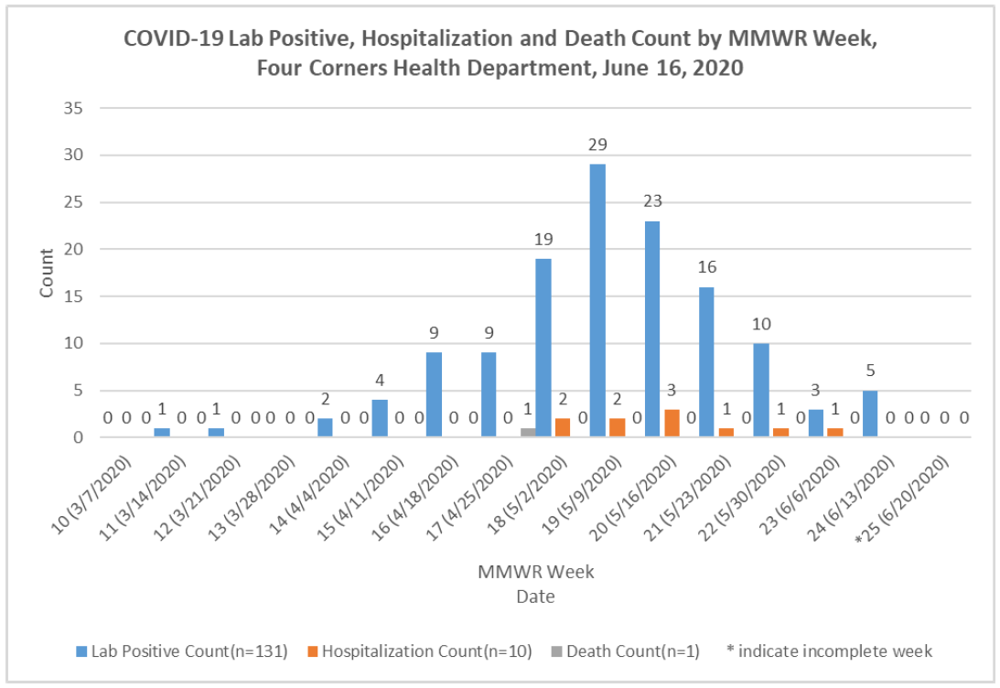 COVID-19 Lab Positive, Hospitalization and Death Count by MMWR Week,
Four Corners Health Department, June 16, 2020
Count
35
30
25
20
15
10
5
0
0 0 0
1 0 0
1 0 0
0 0 0
2 0 0
4 0 0
9 0 0
9 0 1
19 2 0
29 2 0
23 3 0
16 1 0
10 1 0
3 1 0
5 0 0
0 0 0
10 (3/7/2020)
11 (3/14/2020)
12 (3/21/2020)
13 (3/28/2020)
14 (4/4/2020)
15 (4/11/2020)
16 (4/18/2020)
17 (4/25/2020)
18 (5/2/2020)
19 (5/9/2020)
20 (5/16/2020)
21 (5/23/2020)
22 (5/30/2020)
23 (6/6/2020)
24 (6/13/2020)
*25 (6/20/2020)
MMWR Week
Date
Lab Positive Count(n=131) Hospitalization Count(n=10) Death Count(n=1) * indicate incomplete week